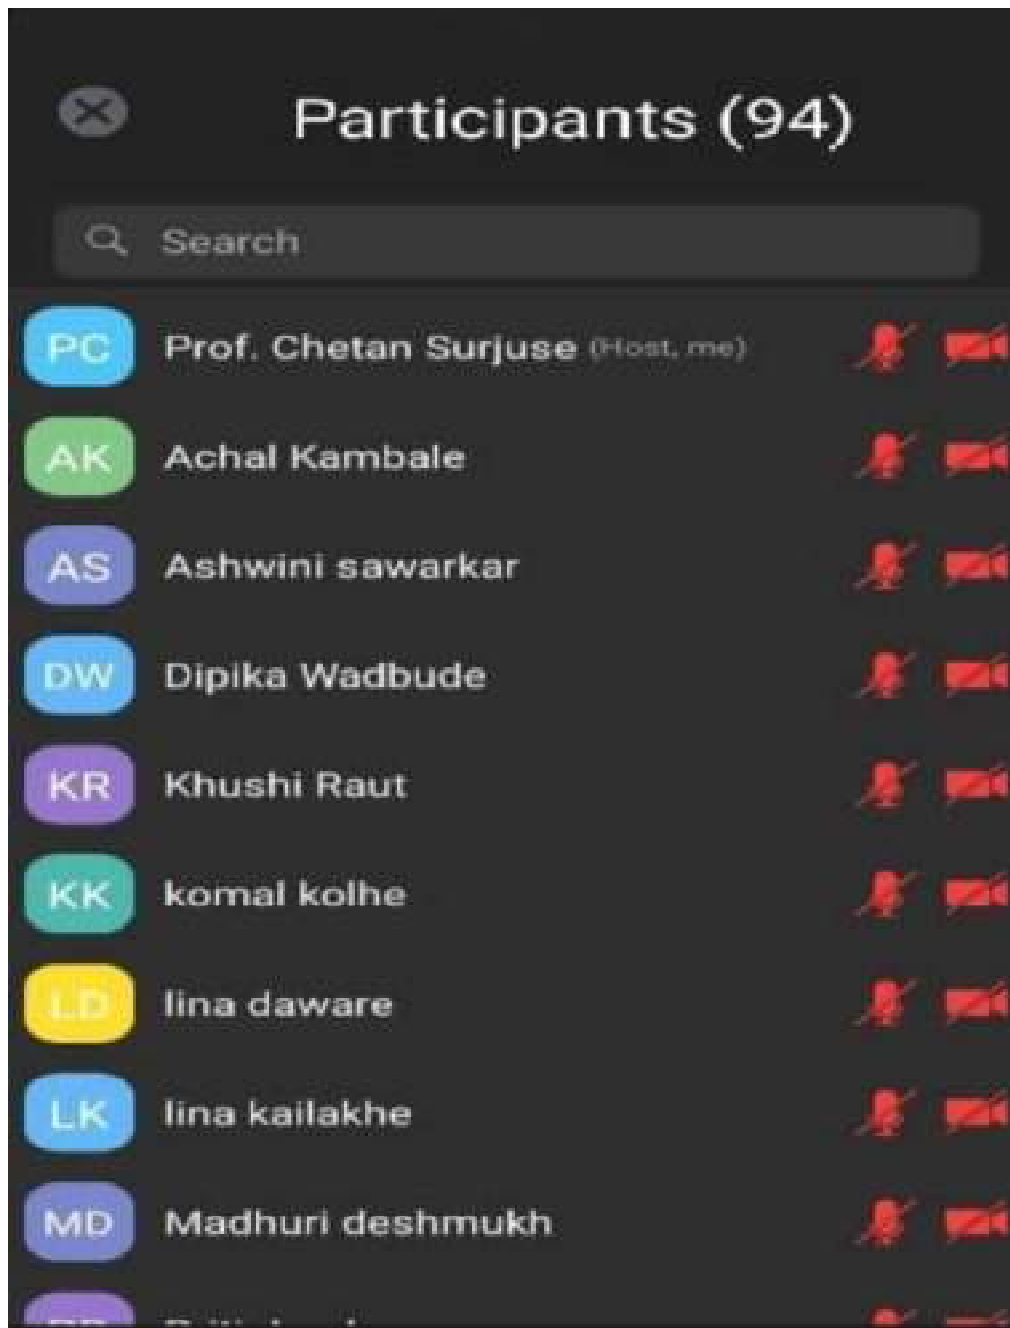 Participants (94)
Search
PC Prof. Chetan Surjuse (Host, me)
AK Achal Kambale
AS Ashwini sawarkar
DW Dipika Wadbude
KR Khushi Raut
KK komal kolhe
LD lina daware
LK lina kailakhe
MD Madhuri deshmukh